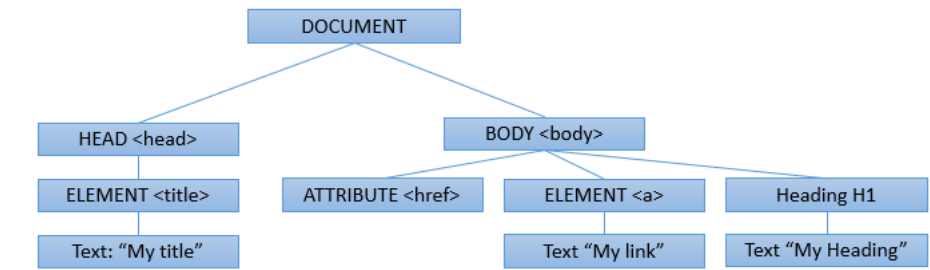 DOCUMENT
HEAD <head>
BODY <body>
ELEMENT <title>
ATTRIBUTE <href>
ELEMENT <a>
Heading H1
Text: “My title”
Text “My link”
Text “My Heading”